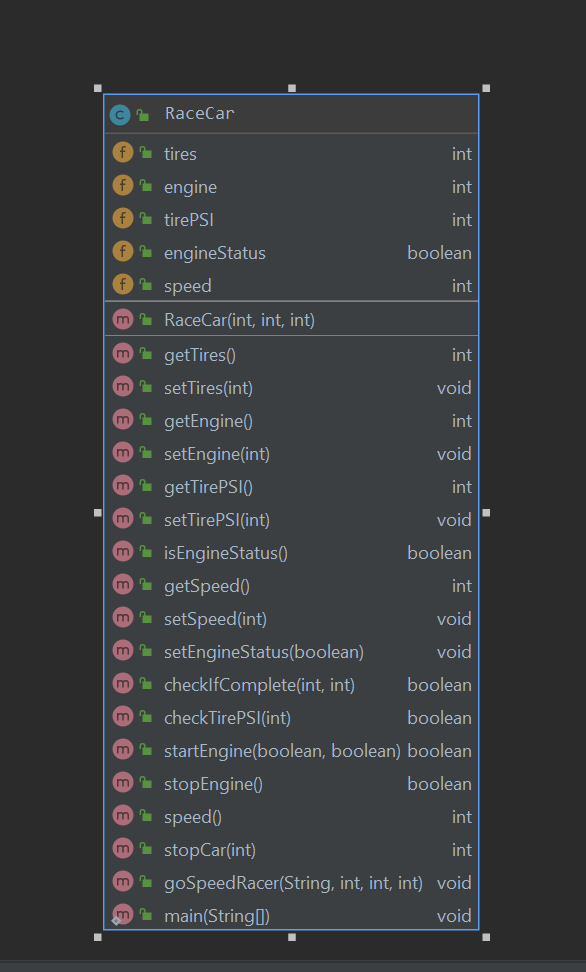 RaceCar
tires int
engine int
tirePSI int
engineStatus boolean
speed int
RaceCar(int, int, int)
getTires() int
setTires(int) void
getEngine() int
setEngine(int) void
getTirePSI() int
setTirePSI(int) void
isEngineStatus() boolean
getSpeed() int
setSpeed(int) void
setEngineStatus(boolean) void
checkIfComplete(int, int) boolean
checkTirePSI(int) boolean
startEngine(boolean, boolean) boolean
stopEngine() boolean
speed() int
stopCar(int) int
goSpeedRacer(String, int, int, int) void
main(String[]) void